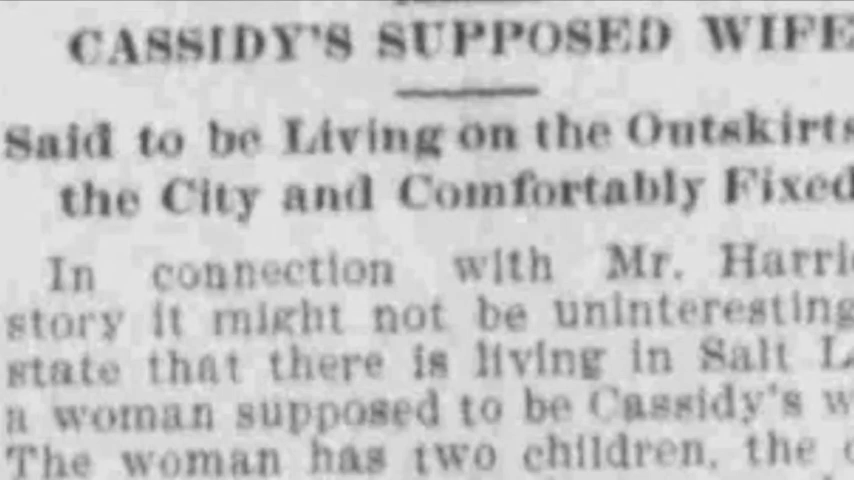 CASSIDY'S SUPPOSED WIFE
Said to be Living on the Outskirts
the City and Comfortably Fixed
In connection with Mr. Harri
story it might not be uninteresting
state that there is living in Salt L
a woman supposed to be Cassidy's w
The woman has two children, the